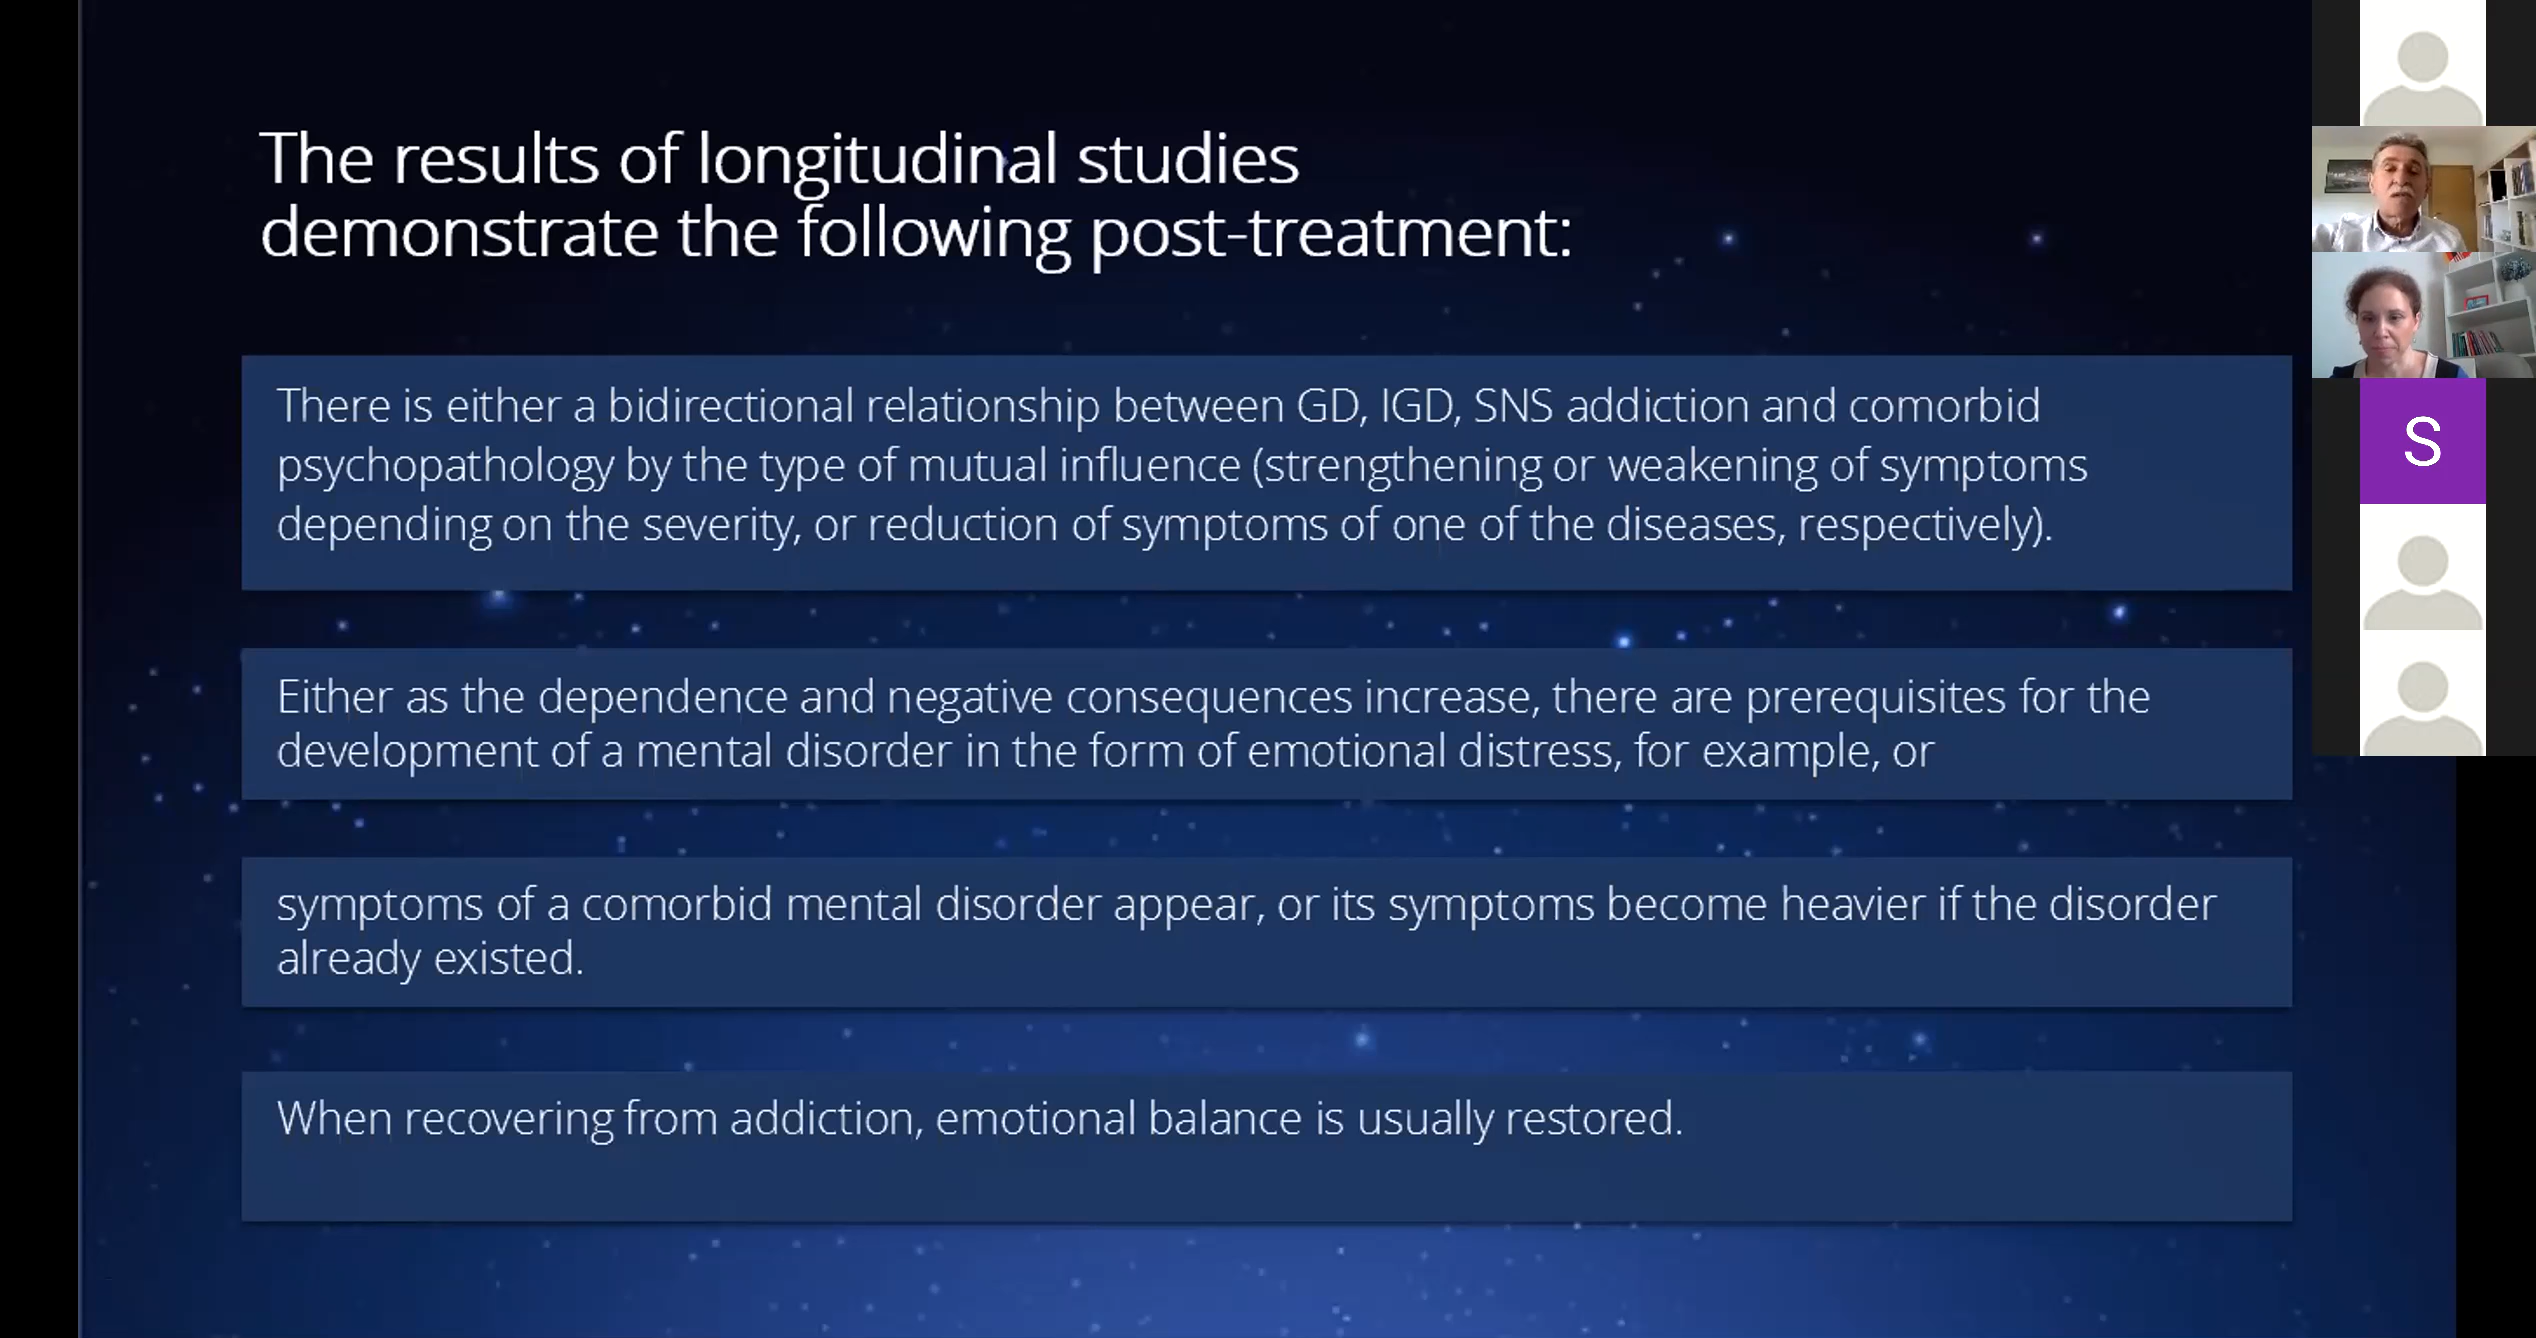 The results of longitudinal studies
demonstrate the following post-treatment:
There is either a bidirectional relationship between GD, IGD, SNS addiction and comorbid
psychopathology by the type of mutual influence (strengthening or weakening of symptoms
depending on the severity, or reduction of symptoms of one of the diseases, respectively).
Either as the dependence and negative consequences increase, there are prerequisites for the
development of a mental disorder in the form of emotional distress, for example, or
symptoms of a comorbid mental disorder appear, or its symptoms become heavier if the disorder
already existed.
When recovering from addiction, emotional balance is usually restored.
S